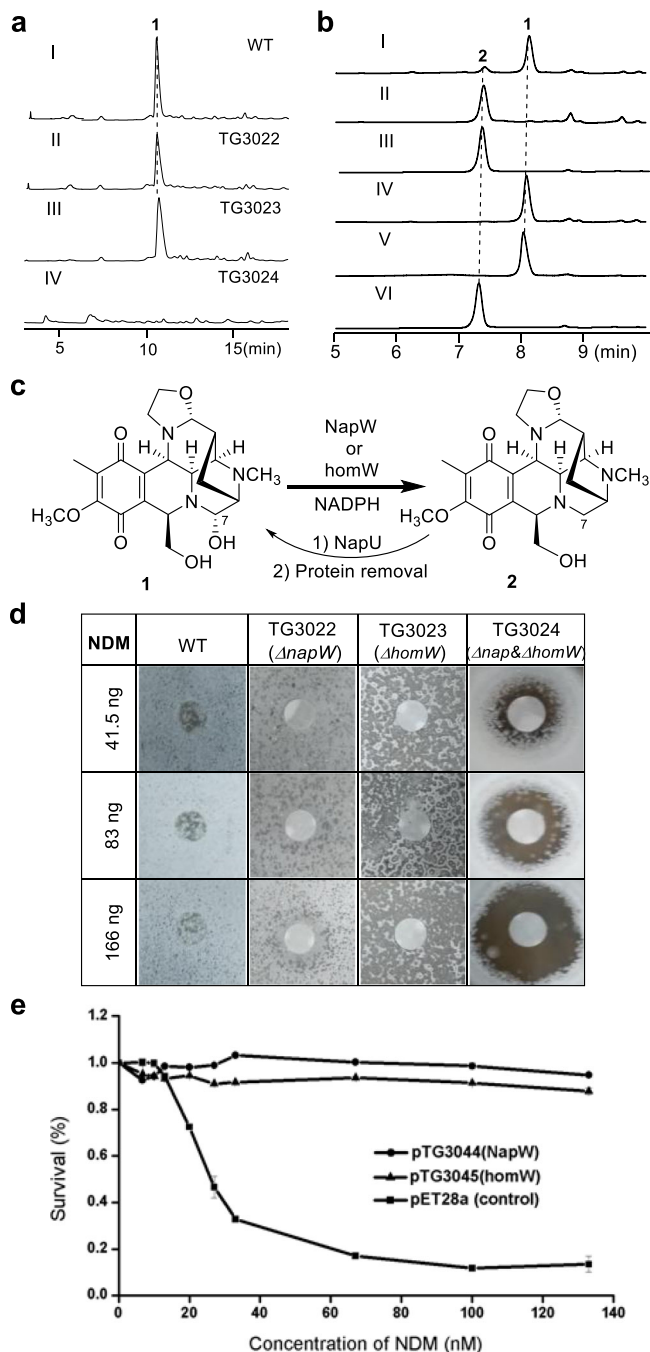 a
1
I
WT
II
TG3022
III
TG3023
IV
TG3024
5
10
15(min)
b
1
2
I
II
III
IV
V
VI
5
6
7
8
9 (min)
c
O
N
H
H
H
O
N
CH3
N
H3CO
O
7
OH
OH
1
NapW
or
homW
NADPH
1) NapU
2) Protein removal
O
N
H
H
H
O
N
CH3
N
H3CO
O
7
OH
2
d
NDM
WT
TG3022
(ΔnapW)
TG3023
(ΔhomW)
TG3024
(Δnap&ΔhomW)
41.5 ng
83 ng
166 ng
e
Survival (%)
1.2
1.0
0.8
0.6
0.4
0.2
0.0
pTG3044(NapW)
pTG3045(homW)
pET28a (control)
0
20
40
60
80
100
120
140
Concentration of NDM (nM)